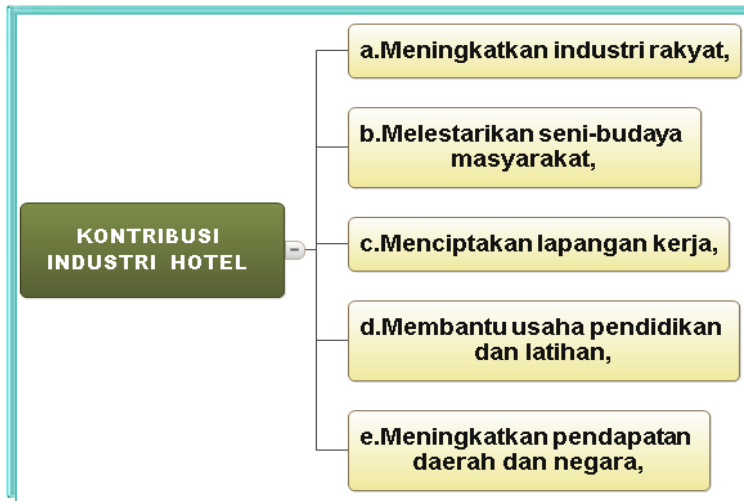 KONTRIBUSI
INDUSTRI HOTEL
a.Meningkatkan industri rakyat,
b.Melestarikan seni-budaya
masyarakat,
c.Menciptakan lapangan kerja,
d.Membantu usaha pendidikan
dan latihan,
e.Meningkatkan pendapatan
daerah dan negara,